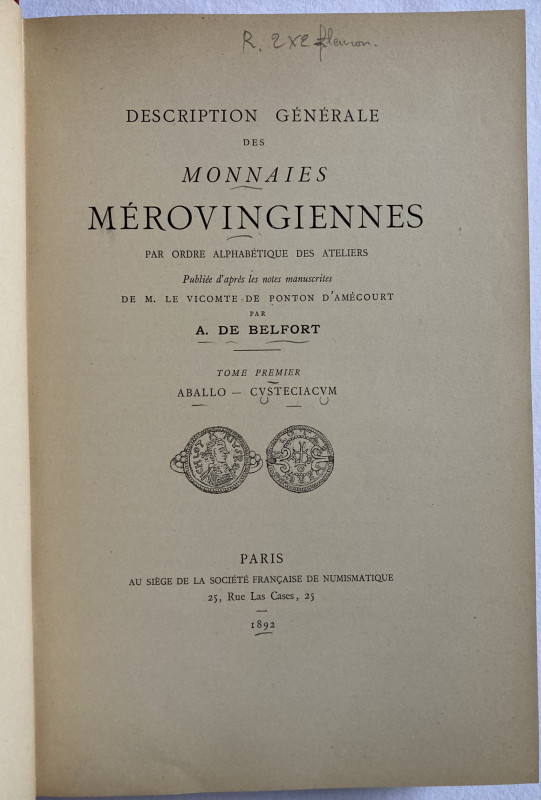 R. 2x2 fleuron.
DESCRIPTION GÉNÉRALE
DES
MONNAIES
MÉROVINGIENNES
PAR ORDRE ALPHABÉTIQUE DES ATELIERS
Publiée d'après les notes manuscrites
DE M. LE VICOMTE DE PONTON D'AMÉCOURT
PAR
A. DE BELFORT
TOME PREMIER
ABALLO — CVSTECIACVM
PARIS
AU SIÈGE DE LA SOCIÉTÉ FRANÇAISE DE NUMISMATIQUE
25, Rue Las Cases, 25
1892